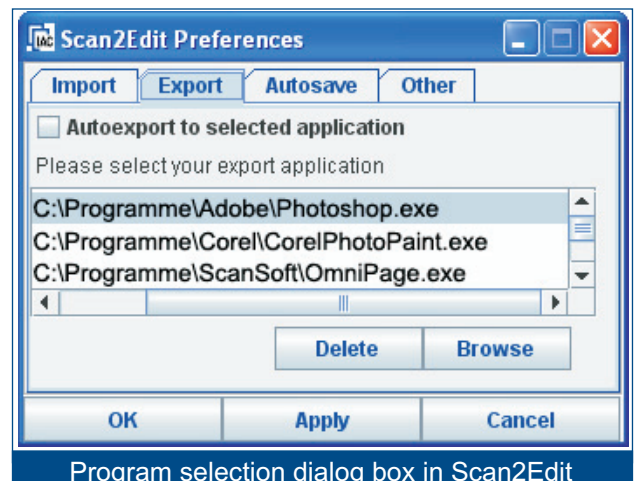 IAC Scan2Edit Preferences
Import Export Autosave Other
Autoexport to selected application
Please select your export application
C:\Programme\Adobe\Photoshop.exe
C:\Programme\Corel\CorelPhotoPaint.exe
C:\Programme\ScanSoft\OmniPage.exe
Delete Browse
OK Apply Cancel
Program selection dialog box in Scan2Edit